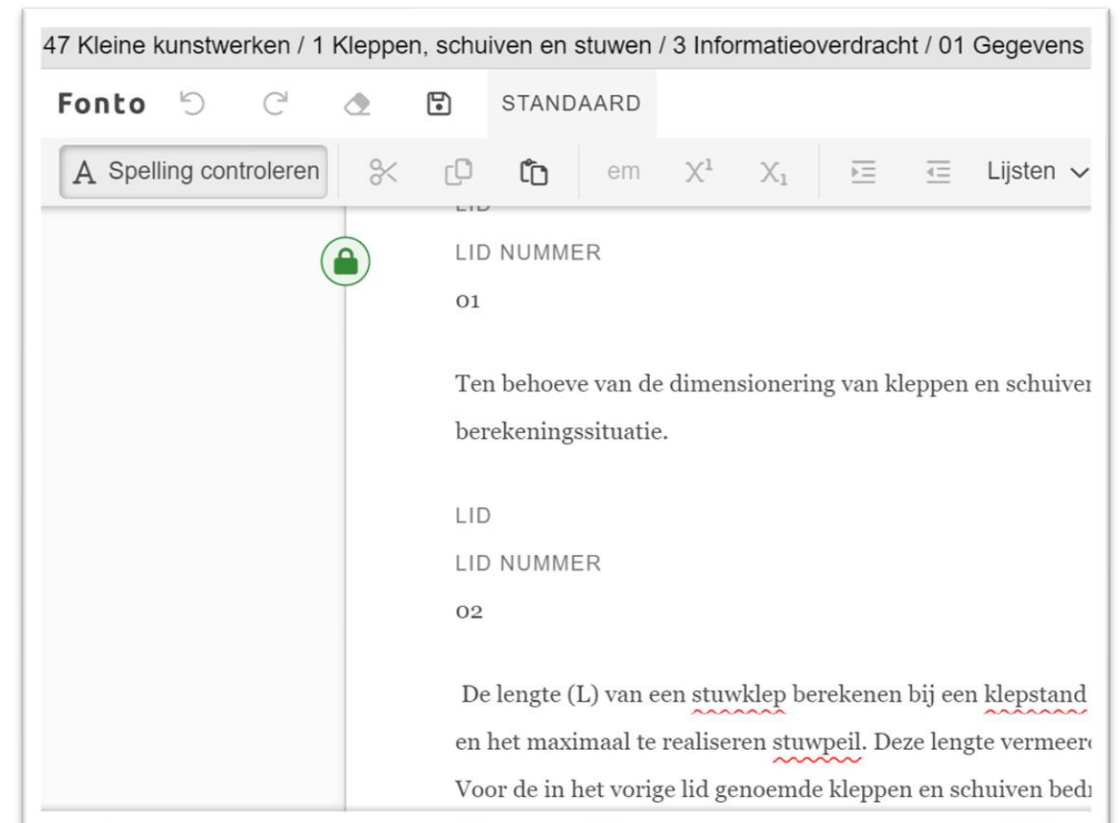 47 Kleine kunstwerken / 1 Kleppen, schuiven en stuwen / 3 Informatieoverdracht / 01 Gegevens
Fonto STANDAARD
A Spelling controleren em X¹ X₁ Lijsten
LID
LID NUMMER
01
Ten behoeve van de dimensionering van kleppen en
berekeningssituatie.
LID
LID NUMMER
02
De lengte (L) van een stuwklep berekenen bij een klepstand
en het maximaal te realiseren stuwpeil. Deze lengte
Voor de in het vorige lid genoemde kleppen en schuiven